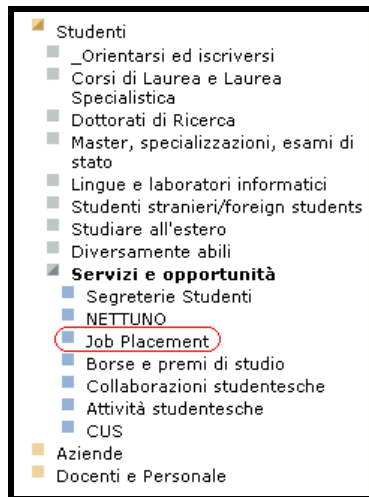 Studenti
_Orientarsi ed iscriversi
Corsi di Laurea e Laurea
Specialistica
Dottorati di Ricerca
Master, specializzazioni, esami di
stato
Lingue e laboratori informatici
Studenti stranieri/foreign students
Studiare all'estero
Diversamente abili
Servizi e opportunità
Segreterie Studenti
NETTUNO
Job Placement
Borse e premi di studio
Collaborazioni studentesche
Attività studentesche
CUS
Aziende
Docenti e Personale